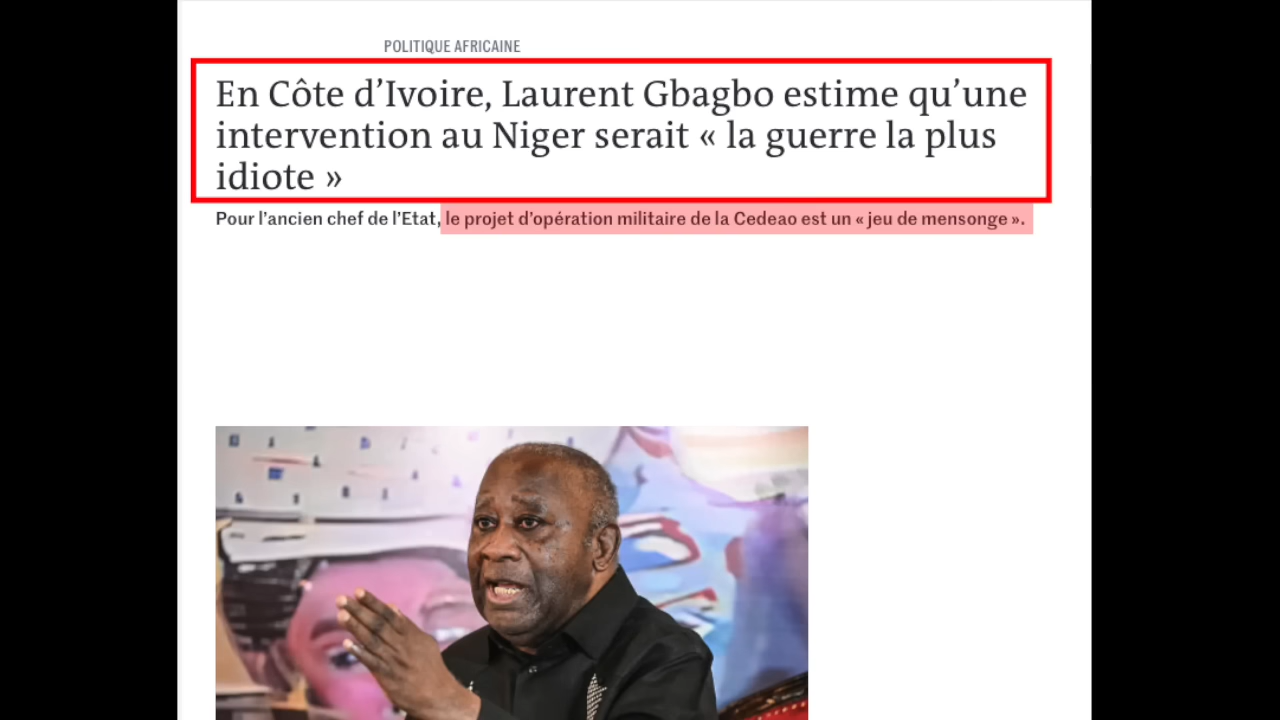 POLITIQUE AFRICAINE
En Côte d’Ivoire, Laurent Gbagbo estime qu’une
intervention au Niger serait « la guerre la plus
idiote »
Pour l’ancien chef de l’Etat, le projet d’opération militaire de la Cedeao est un « jeu de mensonge ».